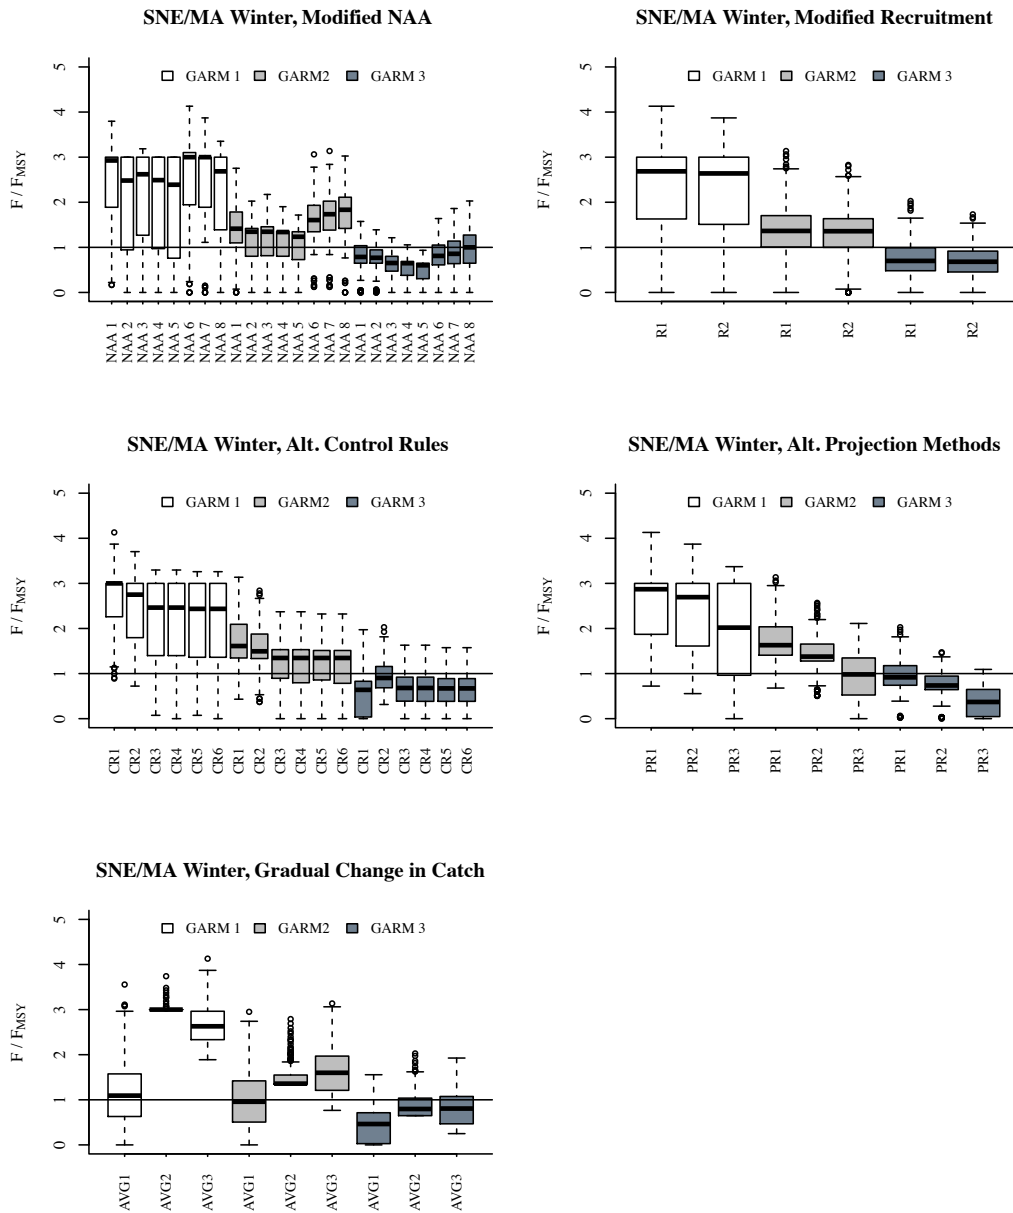 SNE/MA Winter, Modified NAA
GARM 1 GARM2 GARM 3
F / FMSY
0 1 2 3 4 5
NAA 1 NAA 2 NAA 3 NAA 4 NAA 5 NAA 6 NAA 7 NAA 8 NAA 1 NAA 2 NAA 3 NAA 4 NAA 5 NAA 6 NAA 7 NAA 8 NAA 1 NAA 2 NAA 3 NAA 4 NAA 5 NAA 6 NAA 7 NAA 8
SNE/MA Winter, Modified Recruitment
GARM 1 GARM2 GARM 3
F / FMSY
0 1 2 3 4 5
R1 R2 R1 R2 R1 R2
SNE/MA Winter, Alt. Control Rules
GARM 1 GARM2 GARM 3
F / FMSY
0 1 2 3 4 5
CR1 CR2 CR3 CR4 CR5 CR6 CR1 CR2 CR3 CR4 CR5 CR6 CR1 CR2 CR3 CR4 CR5 CR6
SNE/MA Winter, Alt. Projection Methods
GARM 1 GARM2 GARM 3
F / FMSY
0 1 2 3 4 5
PR1 PR2 PR3 PR1 PR2 PR3 PR1 PR2 PR3
SNE/MA Winter, Gradual Change in Catch
GARM 1 GARM2 GARM 3
F / FMSY
0 1 2 3 4 5
AVG1 AVG2 AVG3 AVG1 AVG2 AVG3 AVG1 AVG2 AVG3